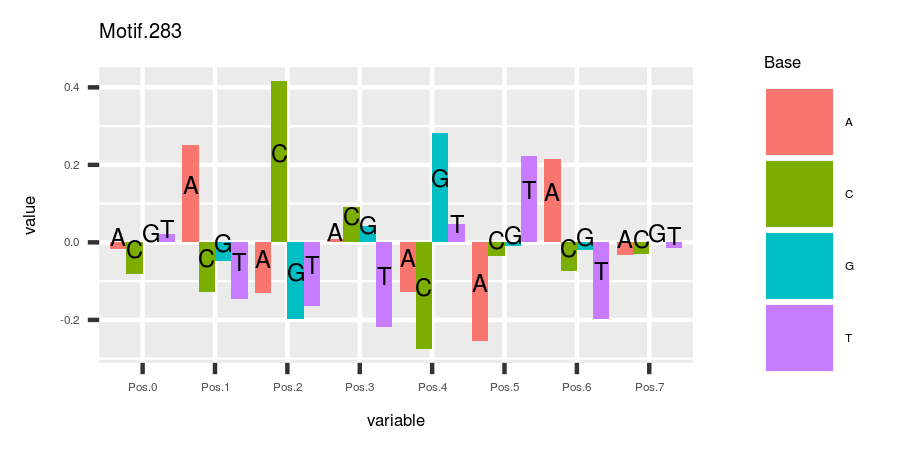 Motif.283
Base
0.4
0.2
0.0
-0.2
value
A C G T A C G T A C G T A C G T A C G T A C G T A C G T A C G T
Pos.0 Pos.1 Pos.2 Pos.3 Pos.4 Pos.5 Pos.6 Pos.7
variable
A
C
G
T